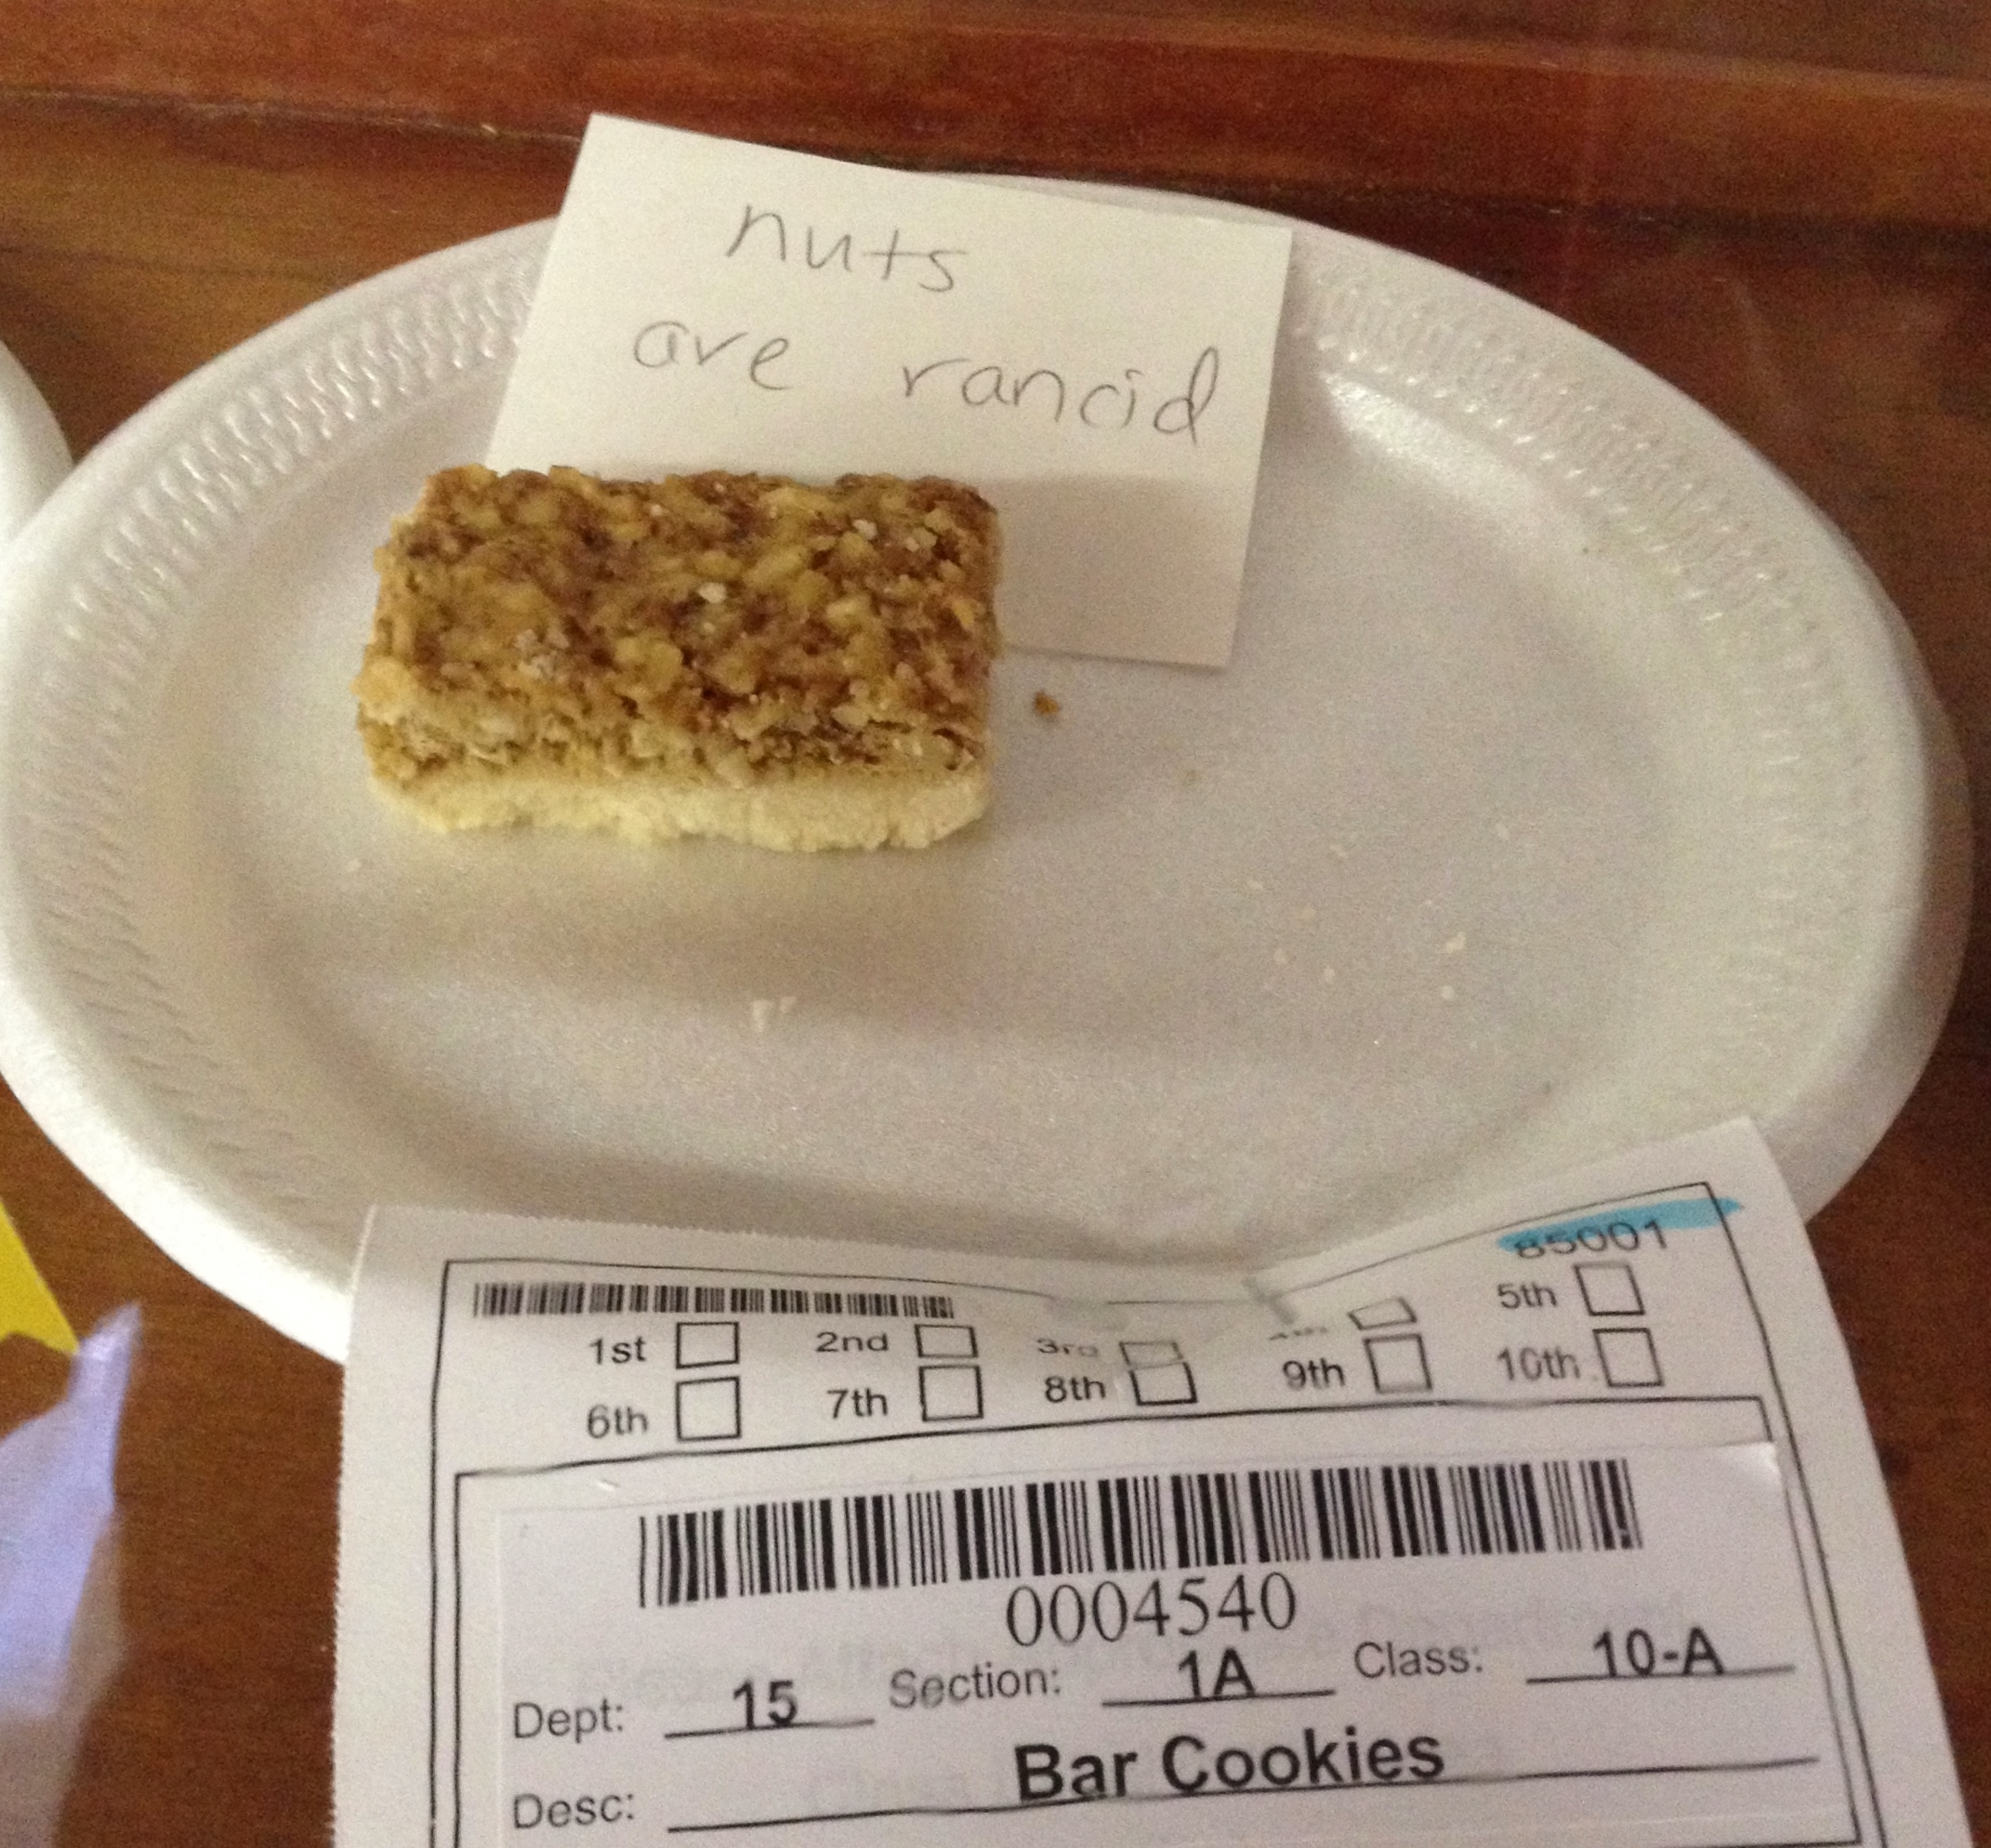 nuts
are rancid
85001
1st 2nd 3rd 5th
6th 7th 8th 9th 10th
0004540
Dept: 15 Section: 1A Class: 10-A
Desc: Bar Cookies